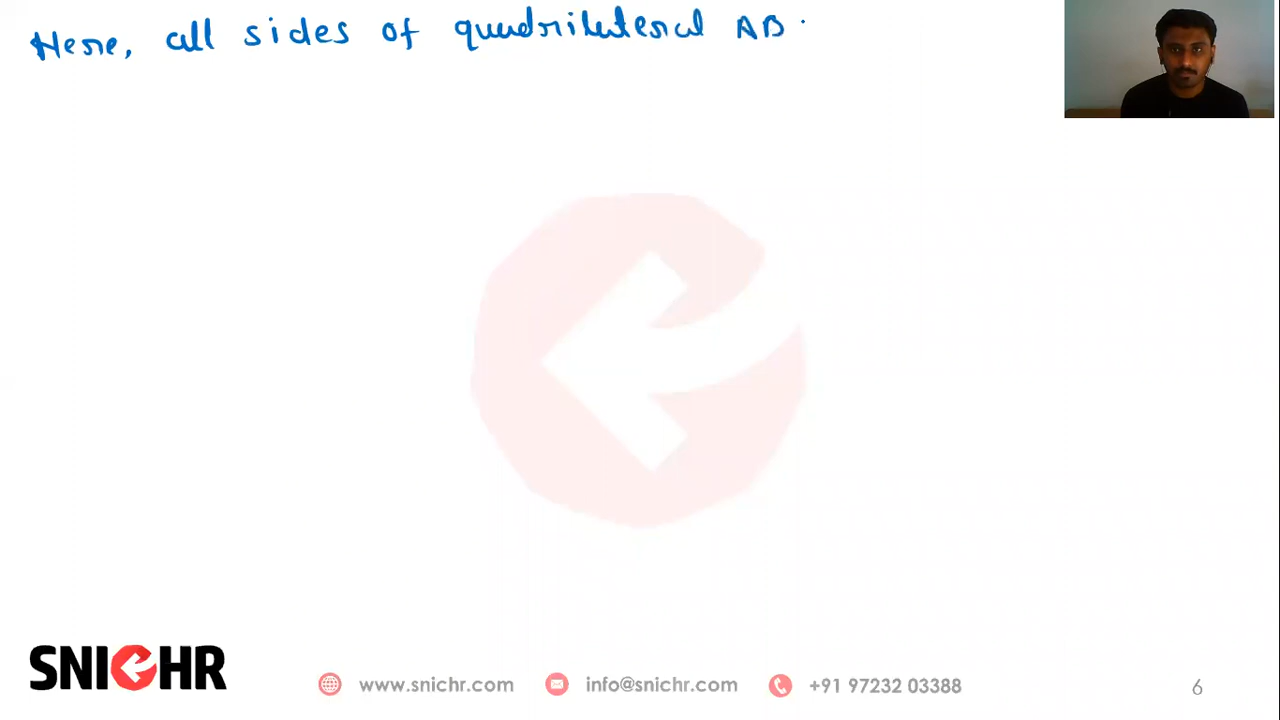 Here, all sides of quadrilateral AB
SNICHR
www.snichr.com
info@snichr.com
+91 97232 03388
6